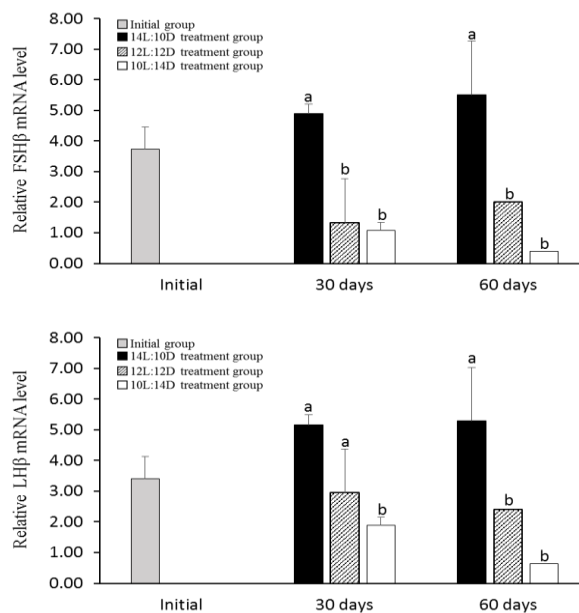 8.00
7.00
6.00
5.00
4.00
3.00
2.00
1.00
0.00
Relative FSHβ mRNA level
Initial group
14L:10D treatment group
12L:12D treatment group
10L:14D treatment group
a
b
b
a
b
b
Initial
30 days
60 days
8.00
7.00
6.00
5.00
4.00
3.00
2.00
1.00
0.00
Relative LHβ mRNA level
Initial group
14L:10D treatment group
12L:12D treatment group
10L:14D treatment group
a
a
b
a
b
b
Initial
30 days
60 days